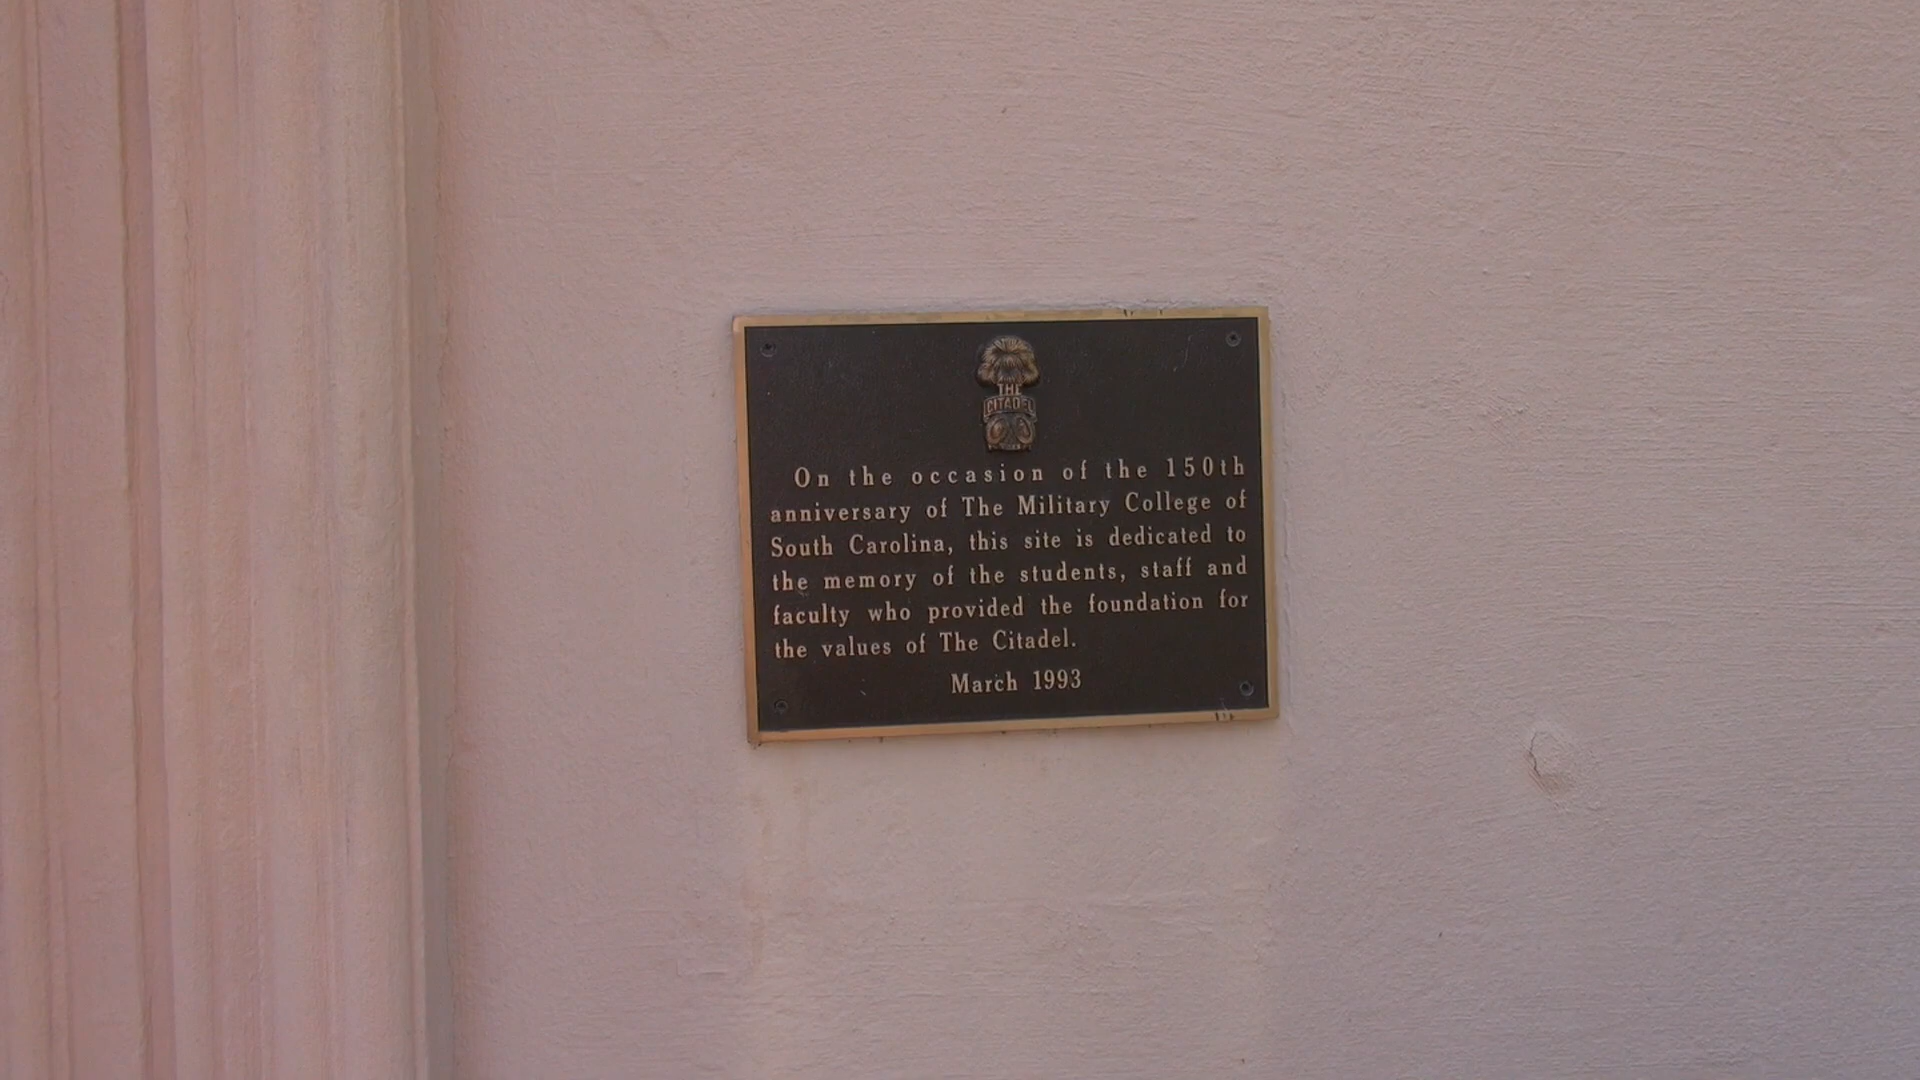 THE
CITADEL
On the occasion of the 150th
anniversary of The Military College of
South Carolina, this site is dedicated to
the memory of the students, staff and
faculty who provided the foundation for
the values of The Citadel.
March 1993